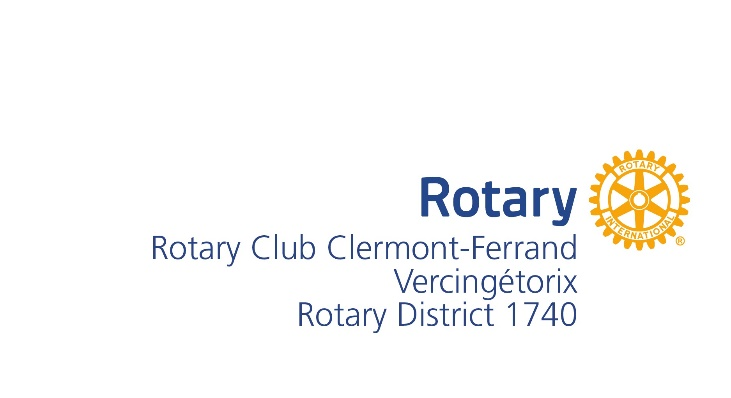 Rotary
ROTARY
INTERNATIONAL
®
Rotary Club Clermont-Ferrand
Vercingétorix
Rotary District 1740